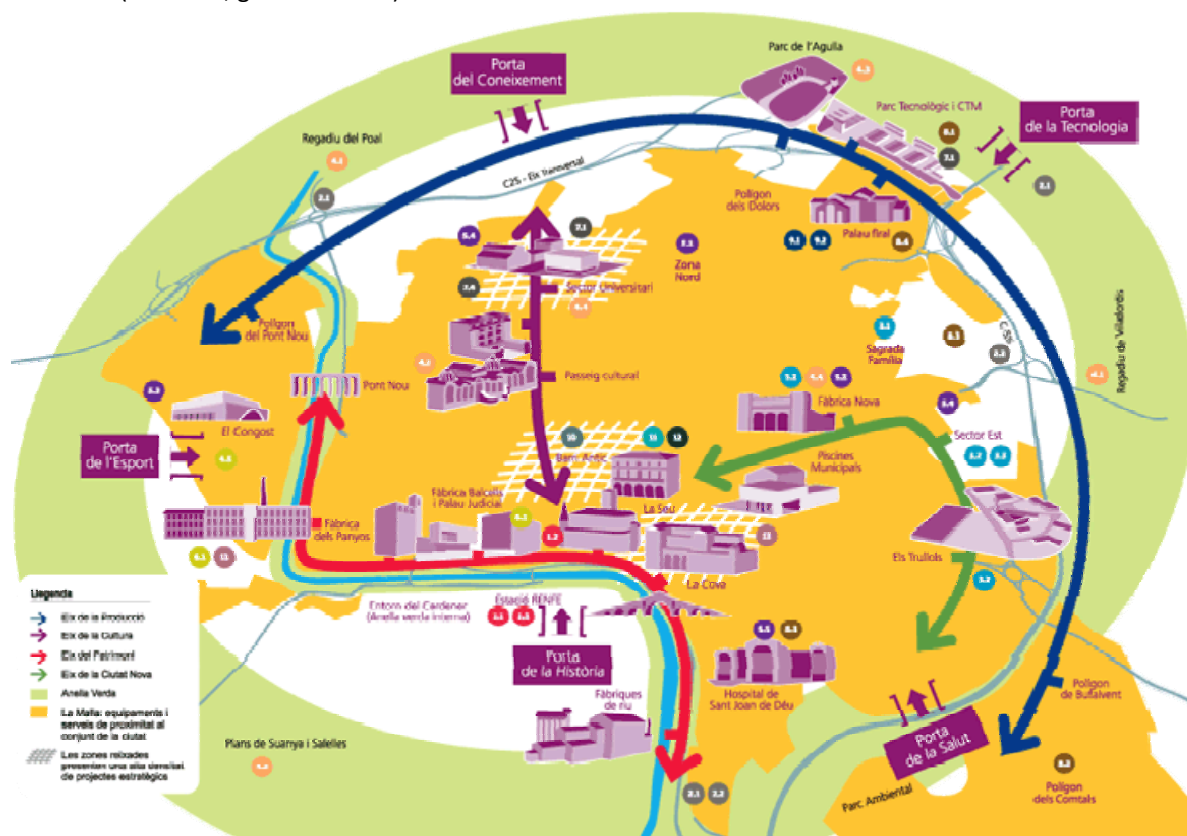 Parc de l'Agulla
Porta
del Coneixement
Parc Tecnològic i CTM
Porta
de la Tecnologia
Regadiu del Poal
C25 - Eix Transversal
Polígon
dels Dolors
Palau firal
Zona
Nord
Sector Universitari
Polígon
del Pont Nou
Pont Nou
Passeig cultural
Sagrada
Família
Regadiu de Viladordis
El Congost
Fàbrica Nova
Porta
de l'Esport
Barri Antic
Piscines
Municipals
Sector Est
Fàbrica Balcells
i Palau Judicial
La Seu
Fàbrica
dels Panyos
Els Trullols
La Cova
Entorn del Cardener
(Anella verda interna)
Estació RENFE
Porta
de la Història
Hospital de
Sant Joan de Déu
Fàbriques
de riu
Polígon
de Bufalvent
Porta
de la Salut
Plans de Suanya i Salelles
Parc. Ambiental
Polígon
dels Comtals
Llegenda
Eix de la Producció
Eix de la Cultura
Eix del Patrimoni
Eix de la Ciutat Nova
Anella Verda
La Malla: equipaments i
serveis de proximitat al
conjunt de la ciutat
Les zones reixades
presenten una alta densitat
de projectes estratègics